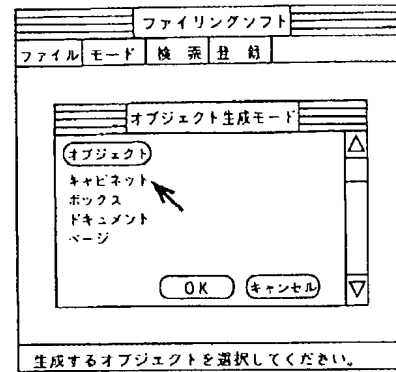 ファイリングソフト
ファイル モード 検索 登録
オブジェクト生成モード
オブジェクト
キャビネット
ボックス
ドキュメント
ページ
OK キャンセル
生成するオブジェクトを選択してください。